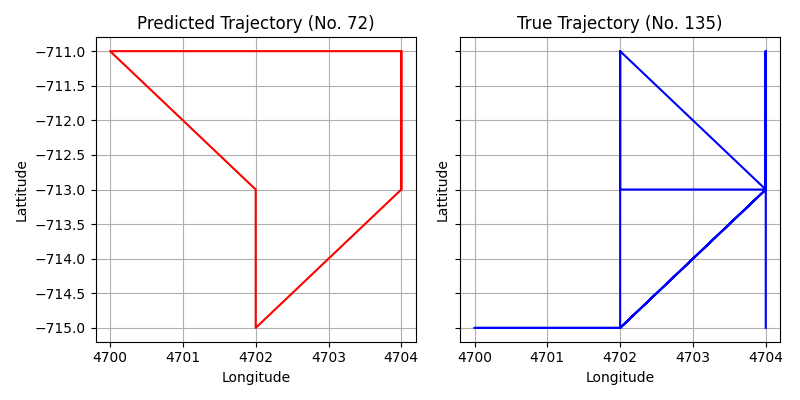 Predicted Trajectory (No. 72)
True Trajectory (No. 135)
−711.0
−711.5
−712.0
−712.5
−713.0
−713.5
−714.0
−714.5
−715.0
Lattitude
Lattitude
4700 4701 4702 4703 4704
4700 4701 4702 4703 4704
Longitude
Longitude